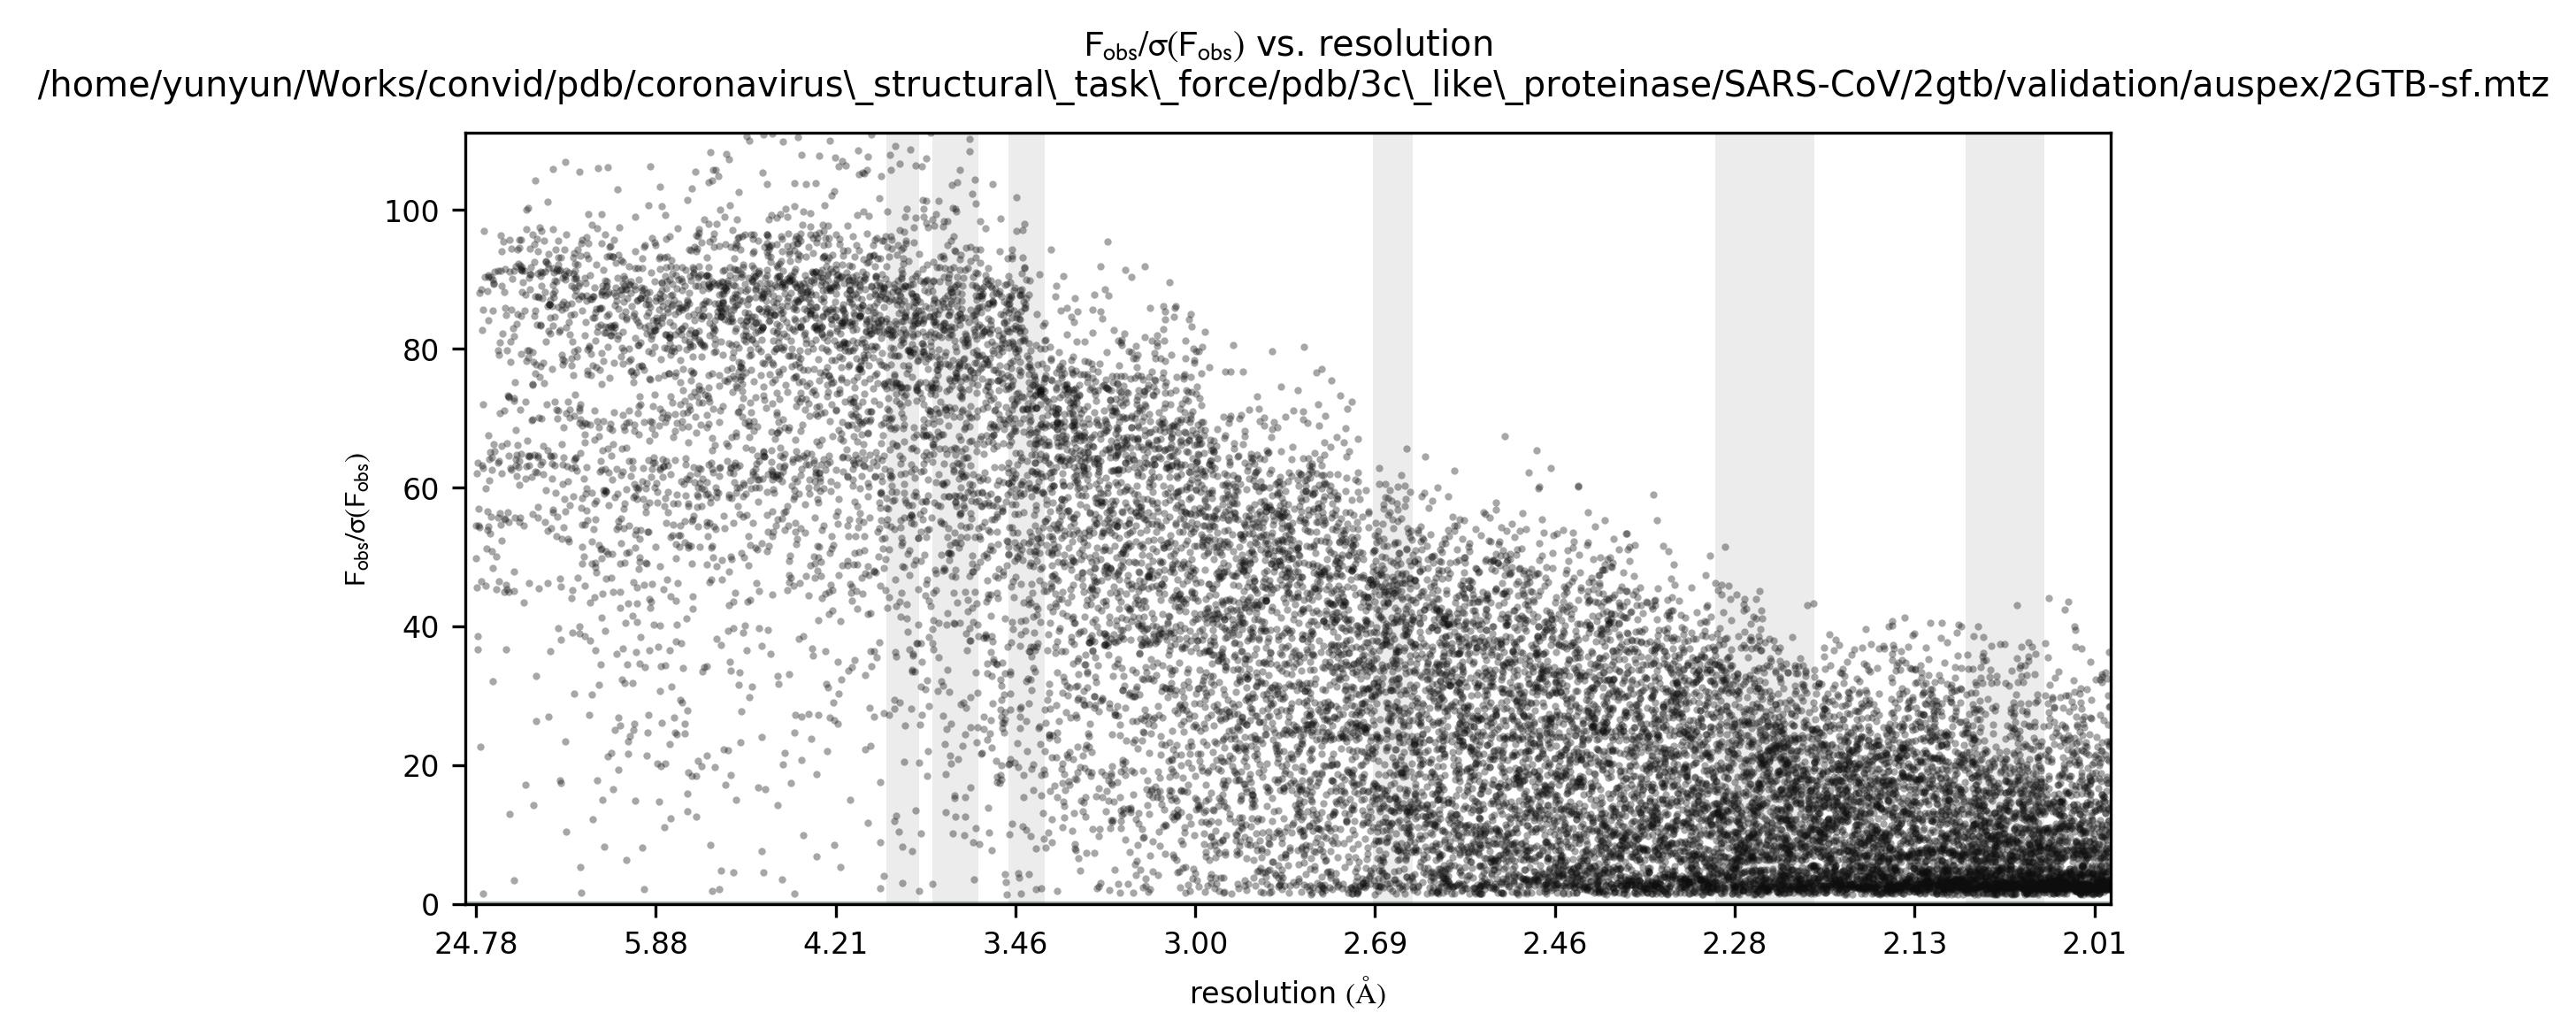 Fobs/σ(Fobs) vs. resolution
/home/yunyun/Works/convid/pdb/coronavirus\_structural\_task\_force/pdb/3c\_like\_proteinase/SARS-CoV/2gtb/validation/auspex/2GTB-sf.mtz
Fobs/σ(Fobs)
100
80
60
40
20
0
24.78 5.88 4.21 3.46 3.00 2.69 2.46 2.28 2.13 2.01
resolution (Å)